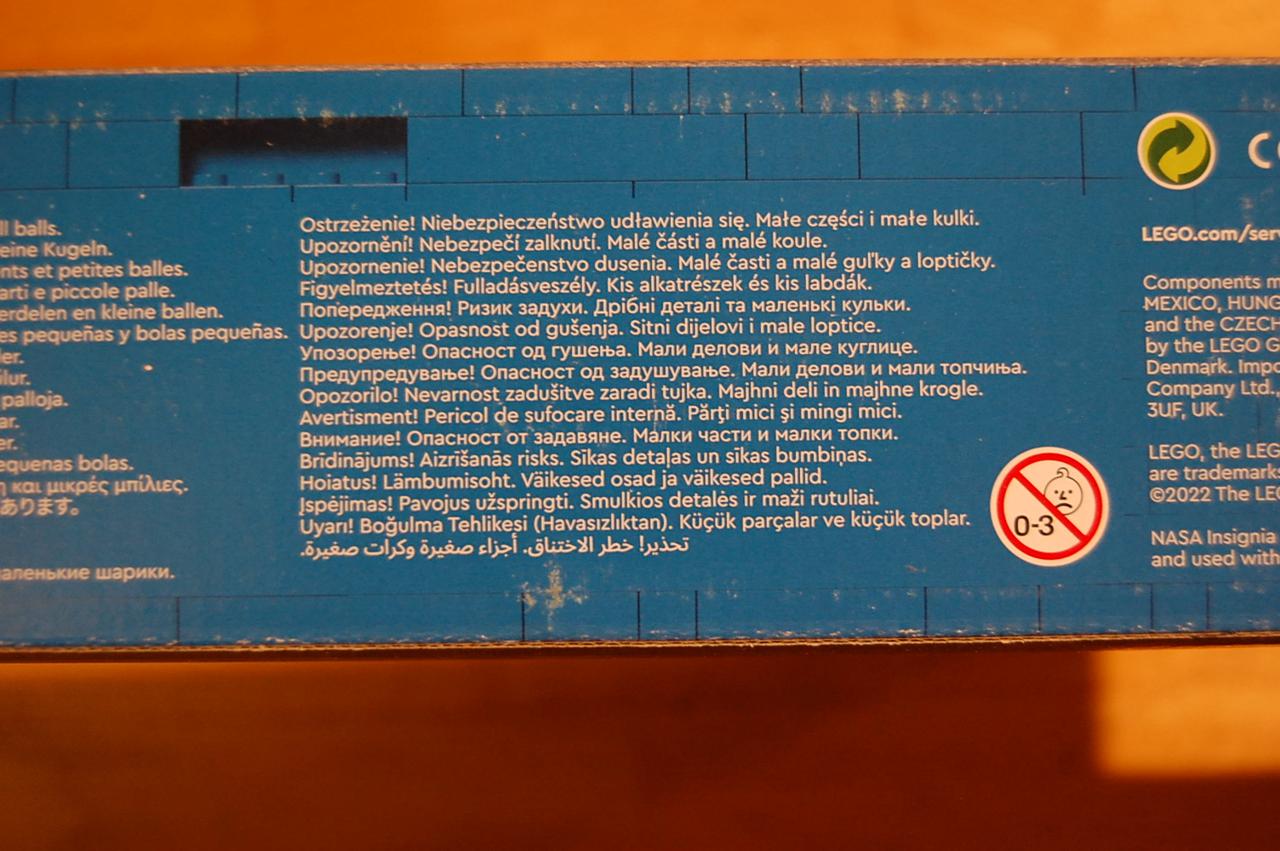 ll balls.
eine Kugeln.
nts et petites balles.
arti e piccole palle.
erdelen en kleine ballen.
es pequeñas y bolas pequeñas.
ler.
ilur.
palloja.
ar.
er.
equenas bolas.
η και μικρές μπίλιες.
あります。
аленькие шарики.
Ostrzeżenie! Niebezpieczeństwo udławienia się. Małe części i małe kulki.
Upozornění! Nebezpečí zalknutí. Malé části a malé koule.
Upozornenie! Nebezpečenstvo dusenia. Malé časti a malé guľky a loptičky.
Figyelmeztetés! Fulladásveszély. Kis alkatrészek és kis labdák.
Попередження! Ризик задухи. Дрібні деталі та маленькі кульки.
Upozorenje! Opasnost od gušenja. Sitni dijelovi i male loptice.
Упозорење! Опасност од гушења. Мали делови и мале куглице.
Предупредување! Опасност од задушување. Мали делови и мали топчиња.
Opozorilo! Nevarnost zadušitve zaradi tujka. Majhni deli in majhne krogle.
Avertisment! Pericol de sufocare internă. Părți mici și mingi mici.
Внимание! Опасност от задавяне. Малки части и малки топки.
Brīdinājums! Aizrīšanās risks. Sīkas detaļas un sīkas bumbiņas.
Hoiatus! Lämbumisoht. Väikesed osad ja väikesed pallid.
Įspėjimas! Pavojus užspringti. Smulkios detalės ir maži rutuliai.
Uyarı! Boğulma Tehlikesi (Havasızlıktan). Küçük parçalar ve küçük toplar.
تحذير! خطر الاختناق. أجزاء صغيرة وكرات صغيرة.
0-3
LEGO.com/serv
Components m
MEXICO, HUNG
and the CZECH
by the LEGO G
Denmark. Impo
Company Ltd.,
3UF, UK.
LEGO, the LEG
are trademark
©2022 The LEG
NASA Insignia
and used with